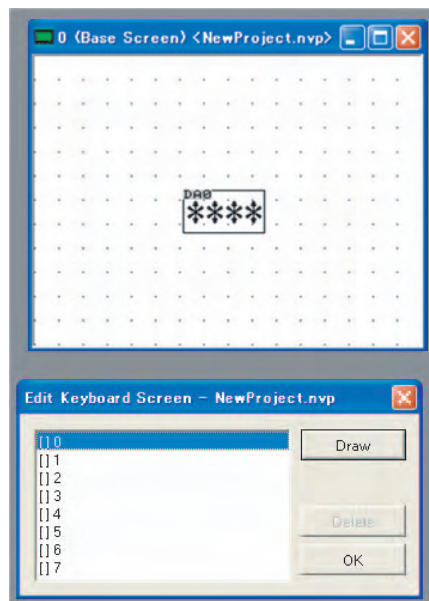 0 (Base Screen) <NewProject.nvp>
DA0
****
Edit Keyboard Screen - NewProject.nvp
[] 0
Draw
[] 1
[] 2
[] 3
[] 4
Delete
[] 5
[] 6
OK
[] 7